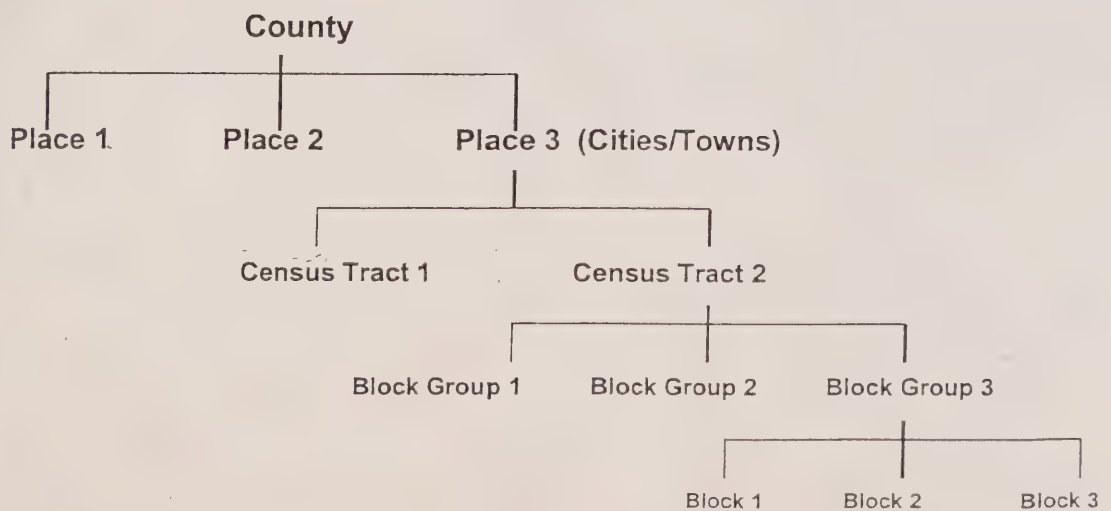 County
Place 1 Place 2 Place 3 (Cities/Towns)
Census Tract 1 Census Tract 2
Block Group 1 Block Group 2 Block Group 3
Block 1 Block 2 Block 3